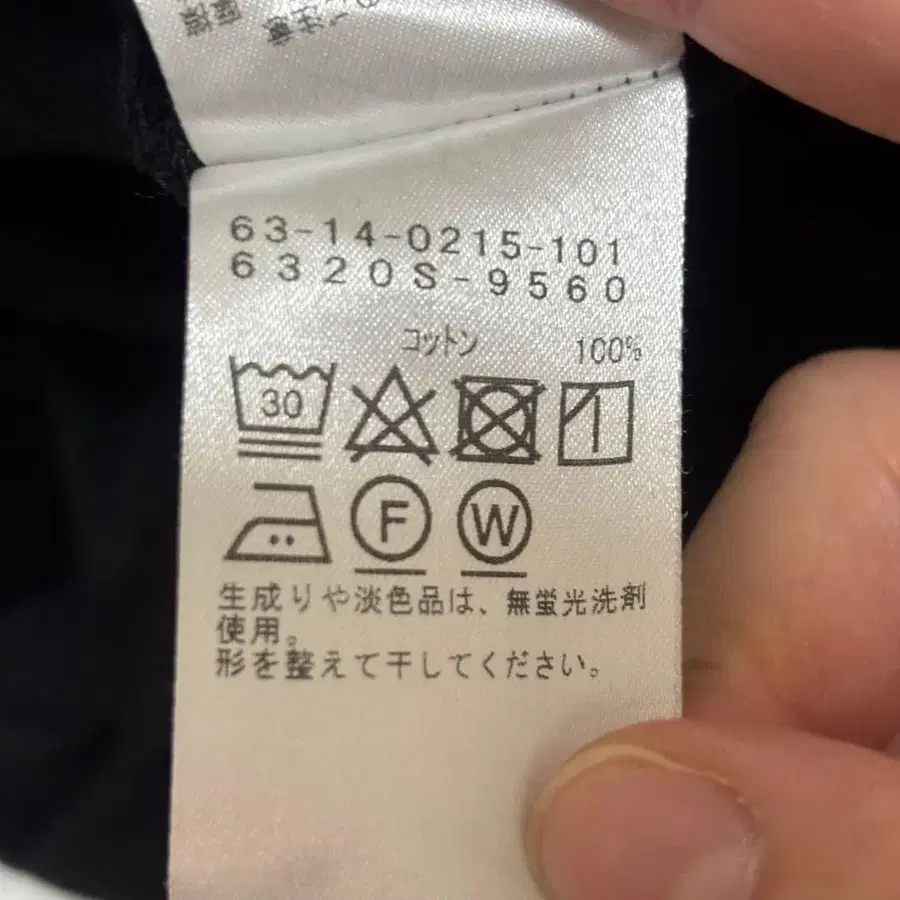 63-14-0215-101
6320S-9560
コットン 100%
30
F W
生成りや淡色品は、無蛍光洗剤
使用。
形を整えて干してください。